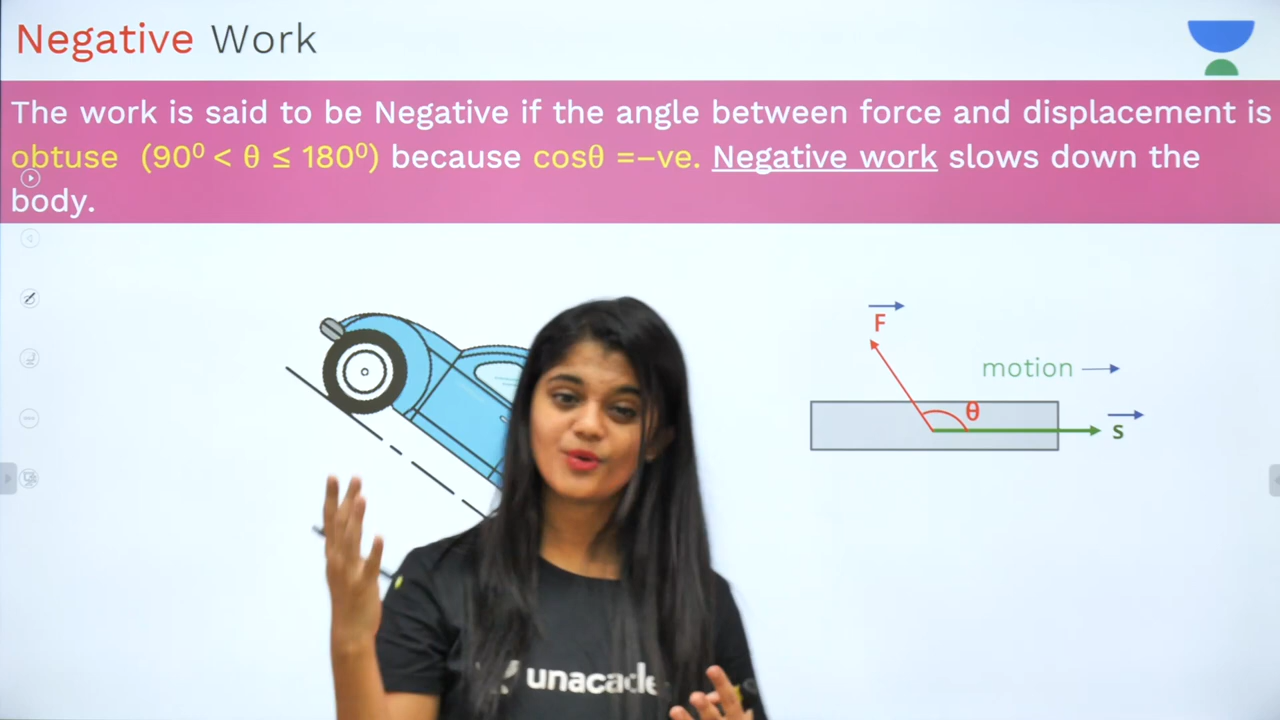 Negative Work
The work is said to be Negative if the angle between force and displacement is
obtuse (90⁰ < θ ≤ 180⁰) because cosθ =−ve. Negative work slows down the
body.
F
motion
θ
s
unacade